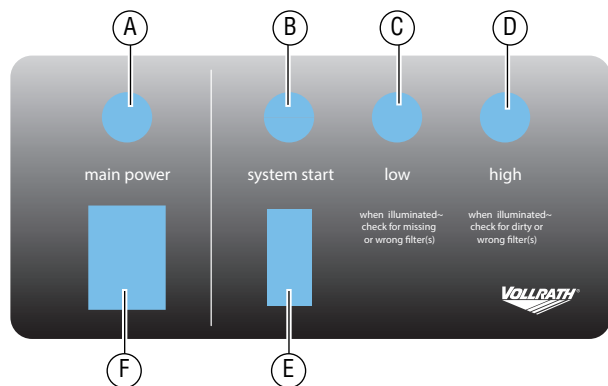 A
B
C
D
main power
system start
low
high
when illuminated~
check for missing
or wrong filter(s)
when illuminated~
check for dirty or
wrong filter(s)
VOLLRATH®
F
E